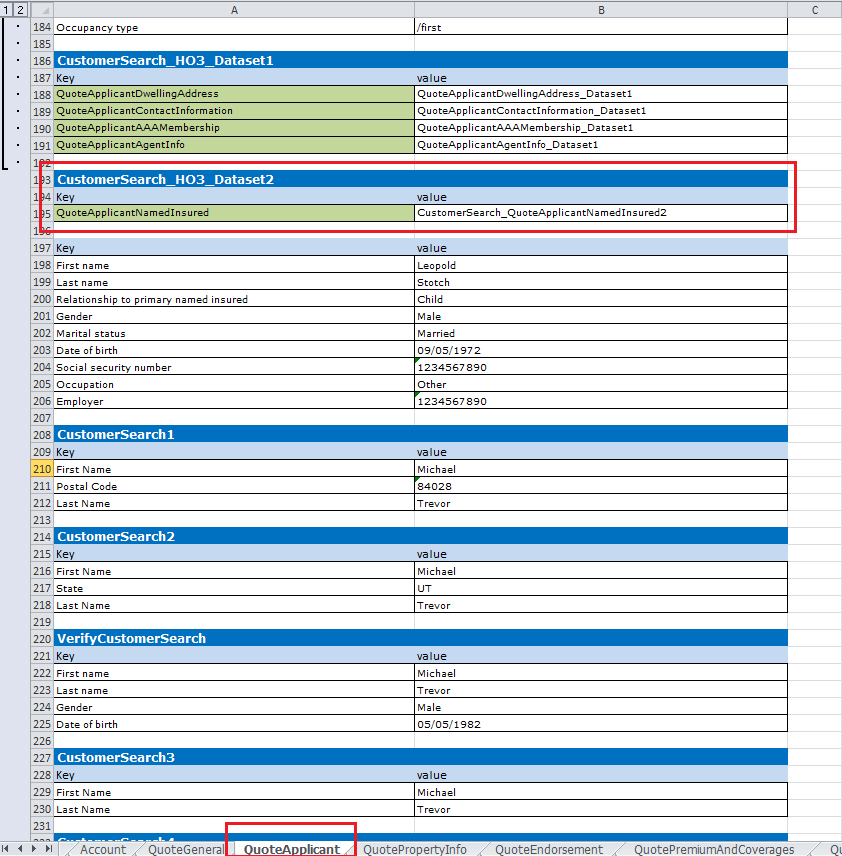 1 2 A B C
184 Occupancy type /first
185
186 CustomerSearch_HO3_Dataset1
187 Key value
188 QuoteApplicantDwellingAddress QuoteApplicantDwellingAddress_Dataset1
189 QuoteApplicantContactInformation QuoteApplicantContactInformation_Dataset1
190 QuoteApplicantAAAMembership QuoteApplicantAAAMembership_Dataset1
191 QuoteApplicantAgentInfo QuoteApplicantAgentInfo_Dataset1
192
193 CustomerSearch_HO3_Dataset2
194 Key value
195 QuoteApplicantNamedInsured CustomerSearch_QuoteApplicantNamedInsured2
196
197 Key value
198 First name Leopold
199 Last name Stotch
200 Relationship to primary named insured Child
201 Gender Male
202 Marital status Married
203 Date of birth 09/05/1972
204 Social security number 1234567890
205 Occupation Other
206 Employer 1234567890
207
208 CustomerSearch1
209 Key value
210 First Name Michael
211 Postal Code 84028
212 Last Name Trevor
213
214 CustomerSearch2
215 Key value
216 First Name Michael
217 State UT
218 Last Name Trevor
219
220 VerifyCustomerSearch
221 Key value
222 First name Michael
223 Last name Trevor
224 Gender Male
225 Date of birth 05/05/1982
226
227 CustomerSearch3
228 Key value
229 First Name Michael
230 Last Name Trevor
231
232 CustomerSearch4
Account QuoteGeneral QuoteApplicant QuotePropertyInfo QuoteEndorsement QuotePremiumAndCoverages Qu